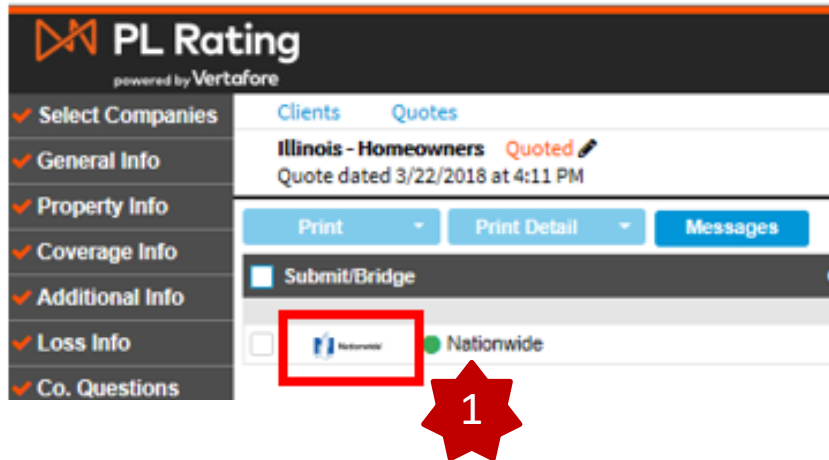 PL Rating
powered by Vertafore
Select Companies
General Info
Property Info
Coverage Info
Additional Info
Loss Info
Co. Questions
Clients Quotes
Illinois - Homeowners Quoted
Quote dated 3/22/2018 at 4:11 PM
Print Print Detail Messages
Submit/Bridge
Nationwide Nationwide
1